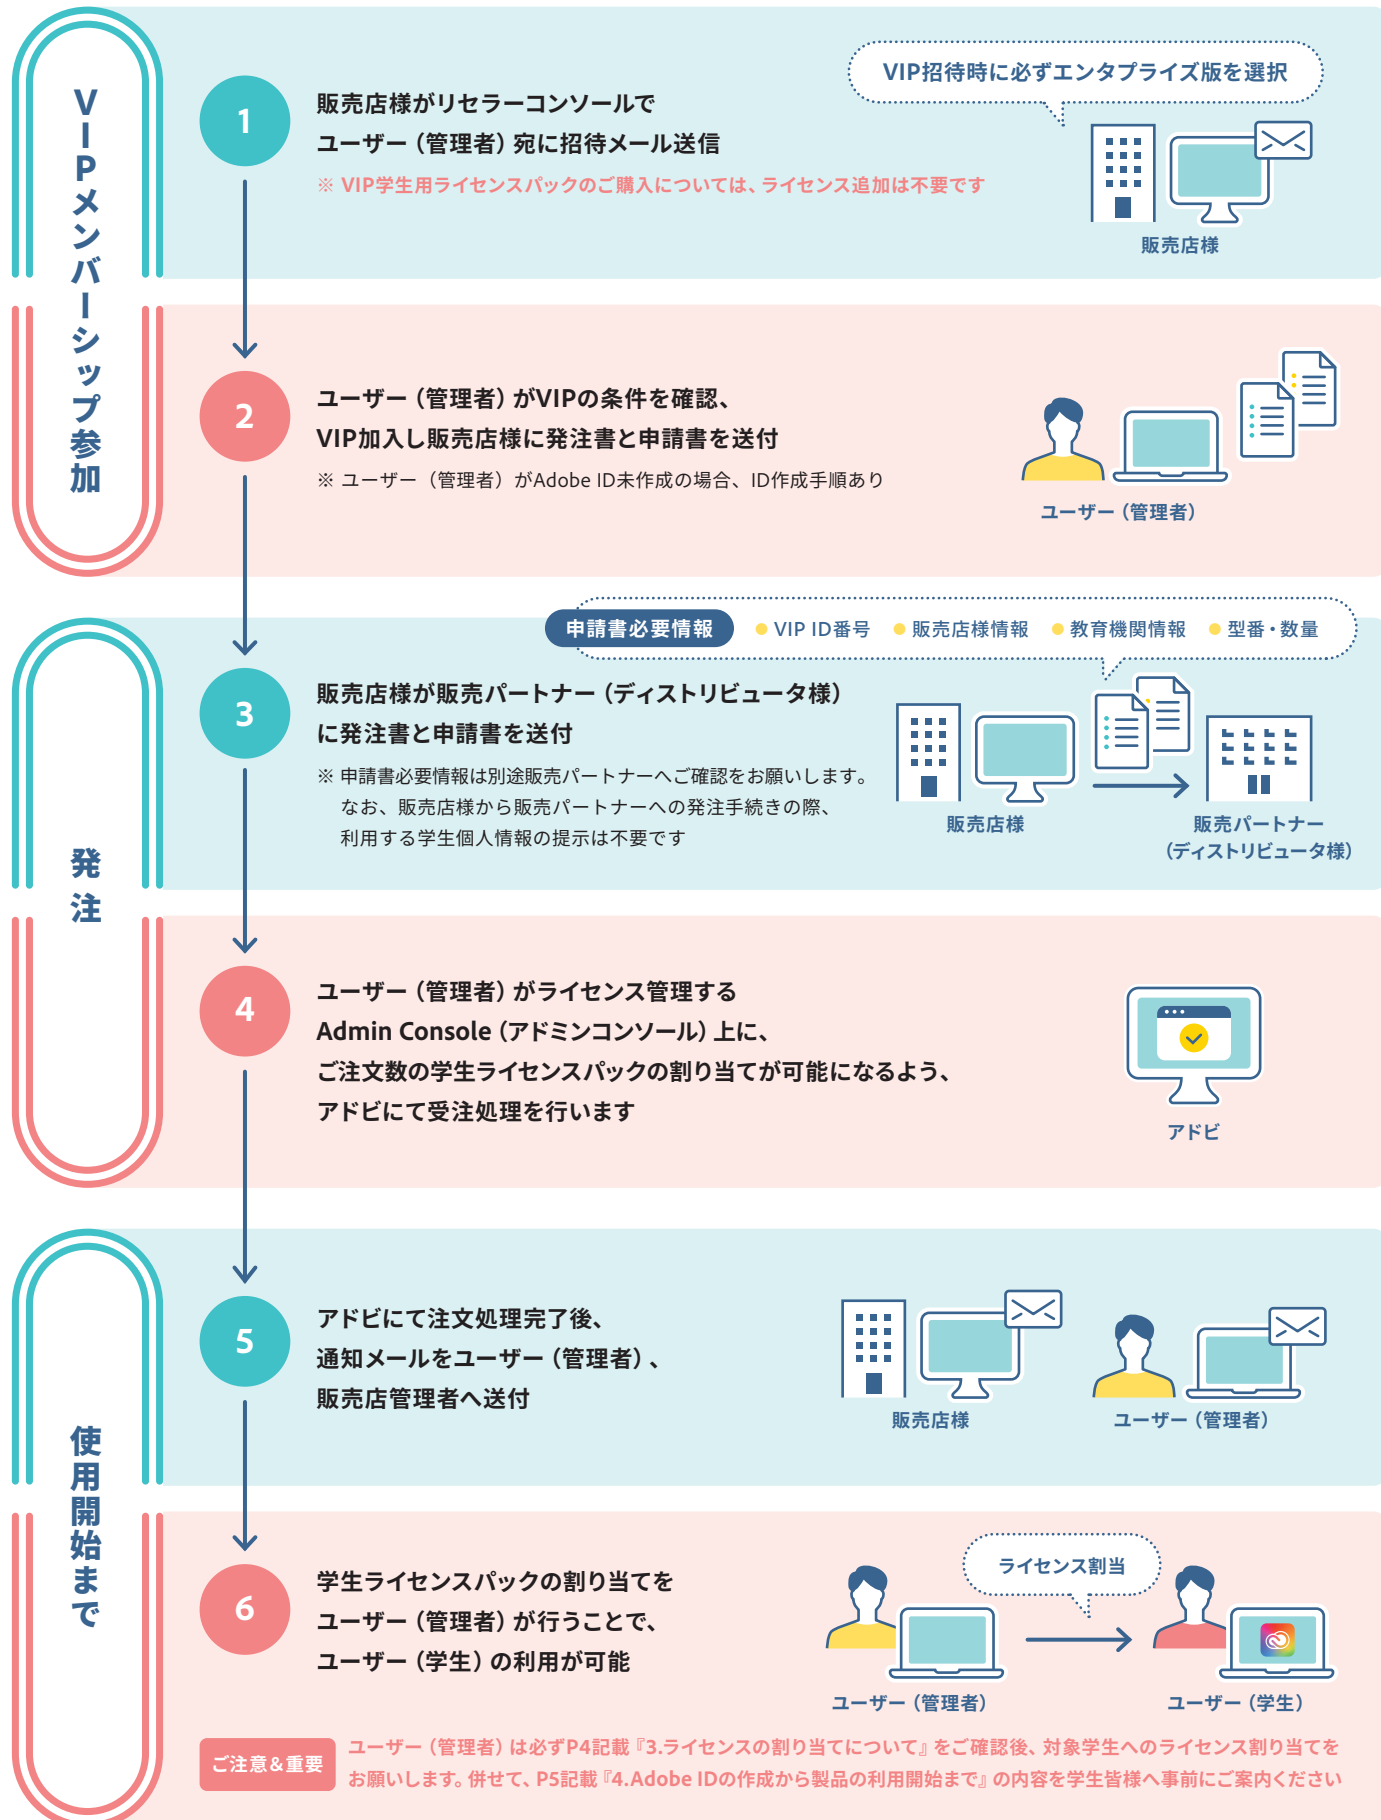 VIPメンバーシップ参加
1
販売店様がリセラーコンソールで
ユーザー（管理者）宛に招待メール送信
※ VIP学生用ライセンスパックのご購入については、ライセンス追加は不要です
VIP招待時に必ずエンタプライズ版を選択
販売店様
2
ユーザー（管理者）がVIPの条件を確認、
VIP加入し販売店様に発注書と申請書を送付
※ ユーザー（管理者）がAdobe ID未作成の場合、ID作成手順あり
ユーザー（管理者）
発注
申請書必要情報 ● VIP ID番号 ● 販売店様情報 ● 教育機関情報 ● 型番・数量
3
販売店様が販売パートナー（ディストリビュータ様）
に発注書と申請書を送付
※ 申請書必要情報は別途販売パートナーへご確認をお願いします。
なお、販売店様から販売パートナーへの発注手続きの際、
利用する学生個人情報の提示は不要です
販売店様
販売パートナー
（ディストリビュータ様）
4
ユーザー（管理者）がライセンス管理する
Admin Console（アドミンコンソール）上に、
ご注文数の学生ライセンスパックの割り当てが可能になるよう、
アドビにて受注処理を行います
アドビ
使用開始まで
5
アドビにて注文処理完了後、
通知メールをユーザー（管理者）、
販売店管理者へ送付
販売店様
ユーザー（管理者）
6
学生ライセンスパックの割り当てを
ユーザー（管理者）が行うことで、
ユーザー（学生）の利用が可能
ライセンス割当
ユーザー（管理者）
ユーザー（学生）
ご注意&重要
ユーザー（管理者）は必ずP4記載『3.ライセンスの割り当てについて』をご確認後、対象学生へのライセンス割り当てを
お願いします。併せて、P5記載『4.Adobe IDの作成から製品の利用開始まで』の内容を学生皆様へ事前にご案内ください